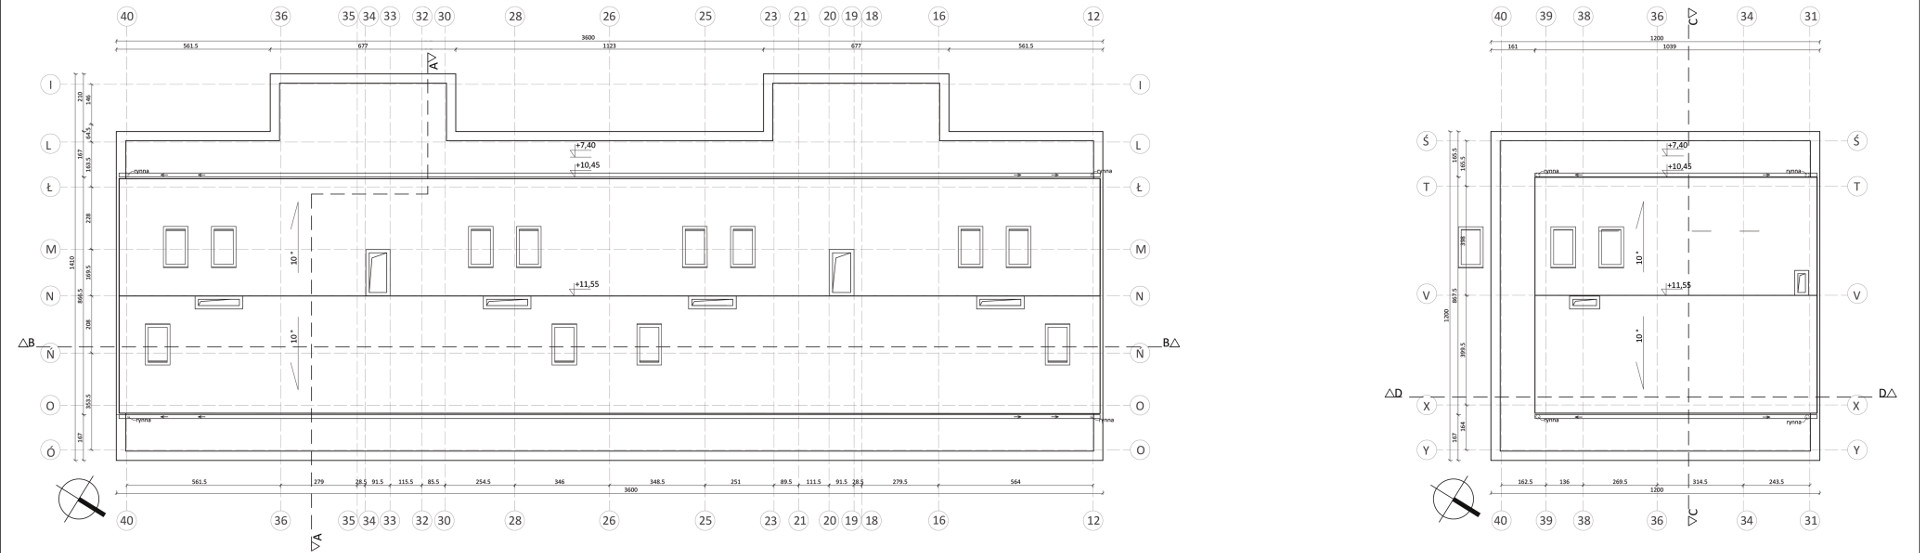 40 36 35 34 33 32 30 28 26 25 23 21 20 19 18 16 12
3600
561.5 677 1123 677 561.5
A
I I
210 146
64.5
L L
+7,40
167 163.5
+10,45
rynna rynna
Ł Ł
228
M M
10°
1410
169.5
+11,55
N N
866.5
208
10°
B B
Ń Ń
353.5
O O
rynna rynna
167
Ó O
561.5 279 28.5 91.5 115.5 85.5 254.5 346 348.5 251 89.5 111.5 91.5 28.5 279.5 564
3600
40 36 35 34 33 32 30 28 26 25 23 21 20 19 18 16 12
A
40 39 38 36 34 31
C
1200
161 1039
Ś Ś
+7,40
165.5 165.5
+10,45
rynna rynna
T T
398
10°
+11,55
V V
867.5
1200
10°
399.5
D D
X X
rynna rynna
167 164
Y Y
162.5 136 269.5 314.5 243.5
1200
40 39 38 36 34 31
C